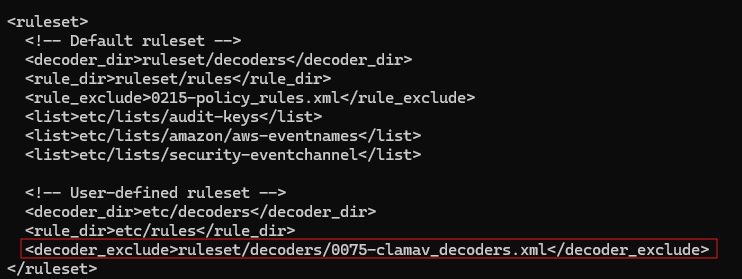 <ruleset>
  <!-- Default ruleset -->
  <decoder_dir>ruleset/decoders</decoder_dir>
  <rule_dir>ruleset/rules</rule_dir>
  <rule_exclude>0215-policy_rules.xml</rule_exclude>
  <list>etc/lists/audit-keys</list>
  <list>etc/lists/amazon/aws-eventnames</list>
  <list>etc/lists/security-eventchannel</list>

  <!-- User-defined ruleset -->
  <decoder_dir>etc/decoders</decoder_dir>
  <rule_dir>etc/rules</rule_dir>
  <decoder_exclude>ruleset/decoders/0075-clamav_decoders.xml</decoder_exclude>
</ruleset>